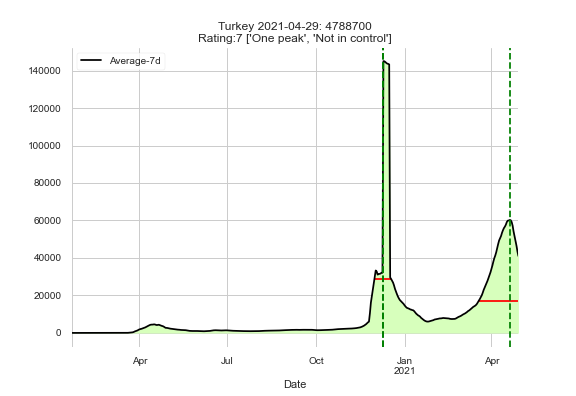 Turkey 2021-04-29: 4788700
Rating:7 ['One peak', 'Not in control']
Average-7d
140000
120000
100000
80000
60000
40000
20000
0
Apr
Jul
Oct
Jan
2021
Apr
Date